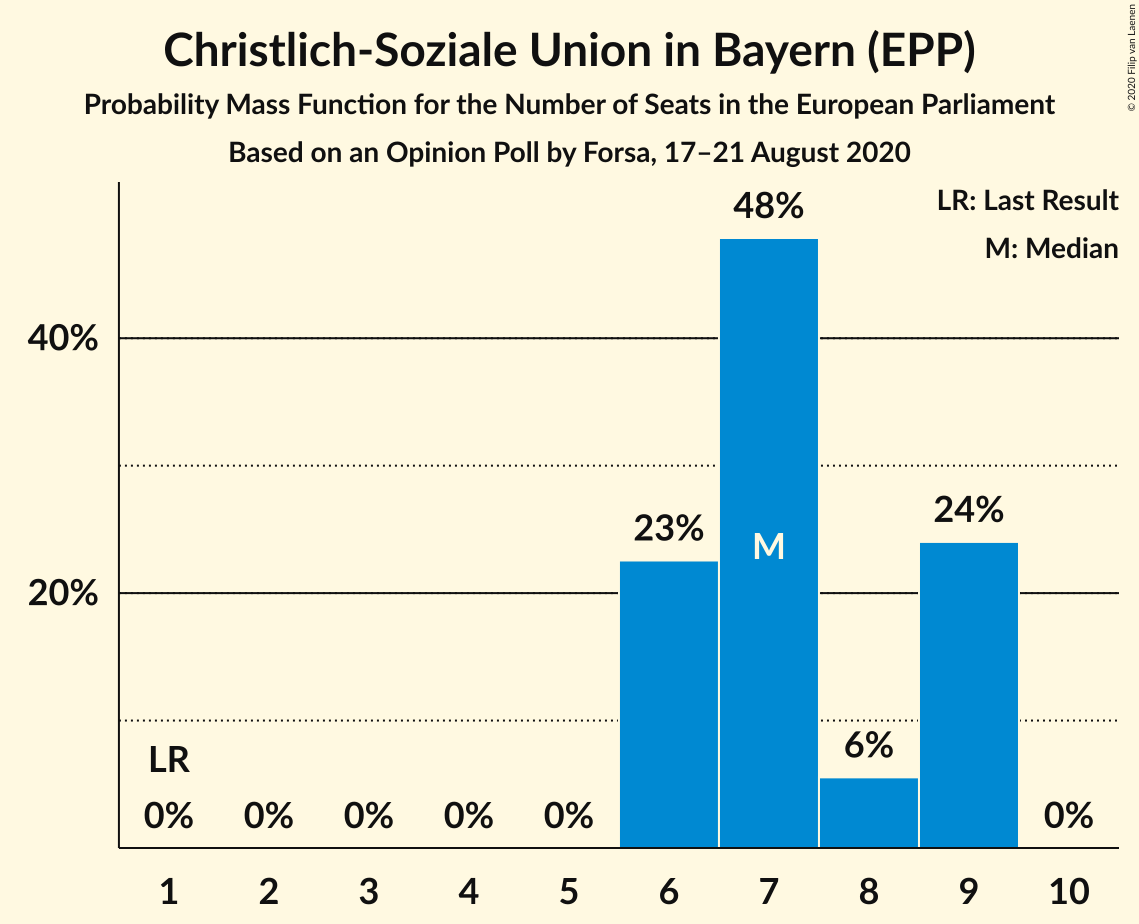 Christlich-Soziale Union in Bayern (EPP)
Probability Mass Function for the Number of Seats in the European Parliament
Based on an Opinion Poll by Forsa, 17–21 August 2020
© 2020 Filip van Laenen
LR: Last Result
M: Median
48%
40%
24%
23%
M
20%
6%
LR
0% 0% 0% 0% 0% 0%
1 2 3 4 5 6 7 8 9 10